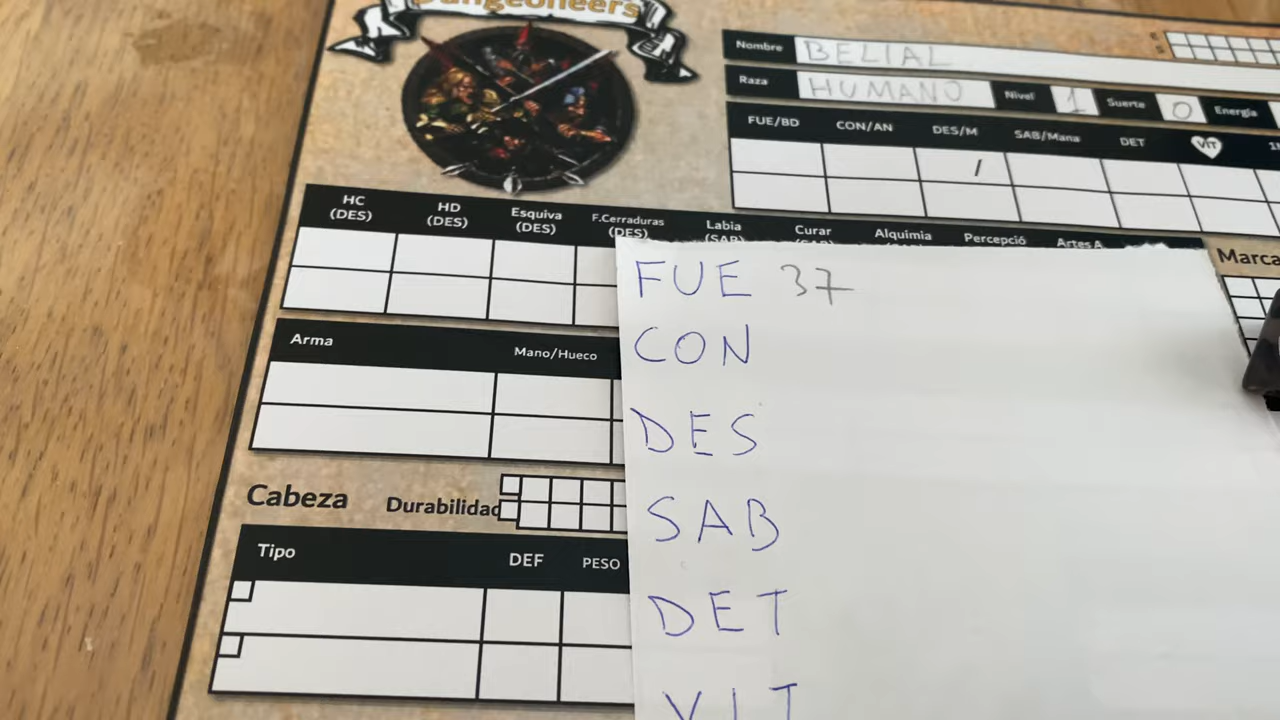 Dungeoneers
Nombre BELIAL
Raza HUMANO Nivel 1 Suerte 0 Energía
FUE/BD CON/AN DES/M SAB/Mana DET VIT
/
HC (DES) HD (DES) Esquiva (DES) F.Cerraduras (DES) Labia (SAB) Curar Alquimia Percepció Artes A
Marca
Arma Mano/Hueco
Cabeza Durabilidad
Tipo DEF PESO
FUE 37
CON
DES
SAB
DET
VIT